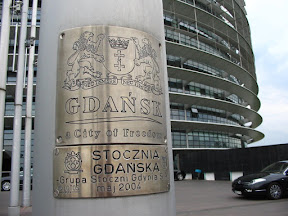 GDAŃSK
a City of Freedom
STOCZNIA
GDAŃSKA
Grupa Stoczni Gdynia
maj 2004